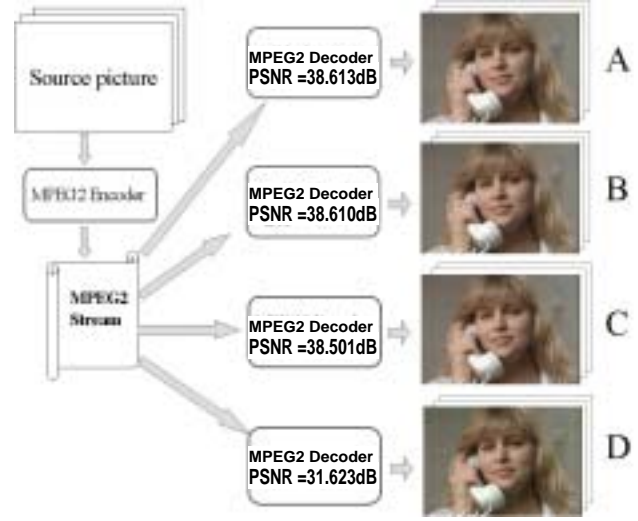 Source picture
MPEG2 Encoder
MPEG2
Stream
MPEG2 Decoder
PSNR =38.613dB
A
MPEG2 Decoder
PSNR =38.610dB
B
MPEG2 Decoder
PSNR =38.501dB
C
MPEG2 Decoder
PSNR =31.623dB
D